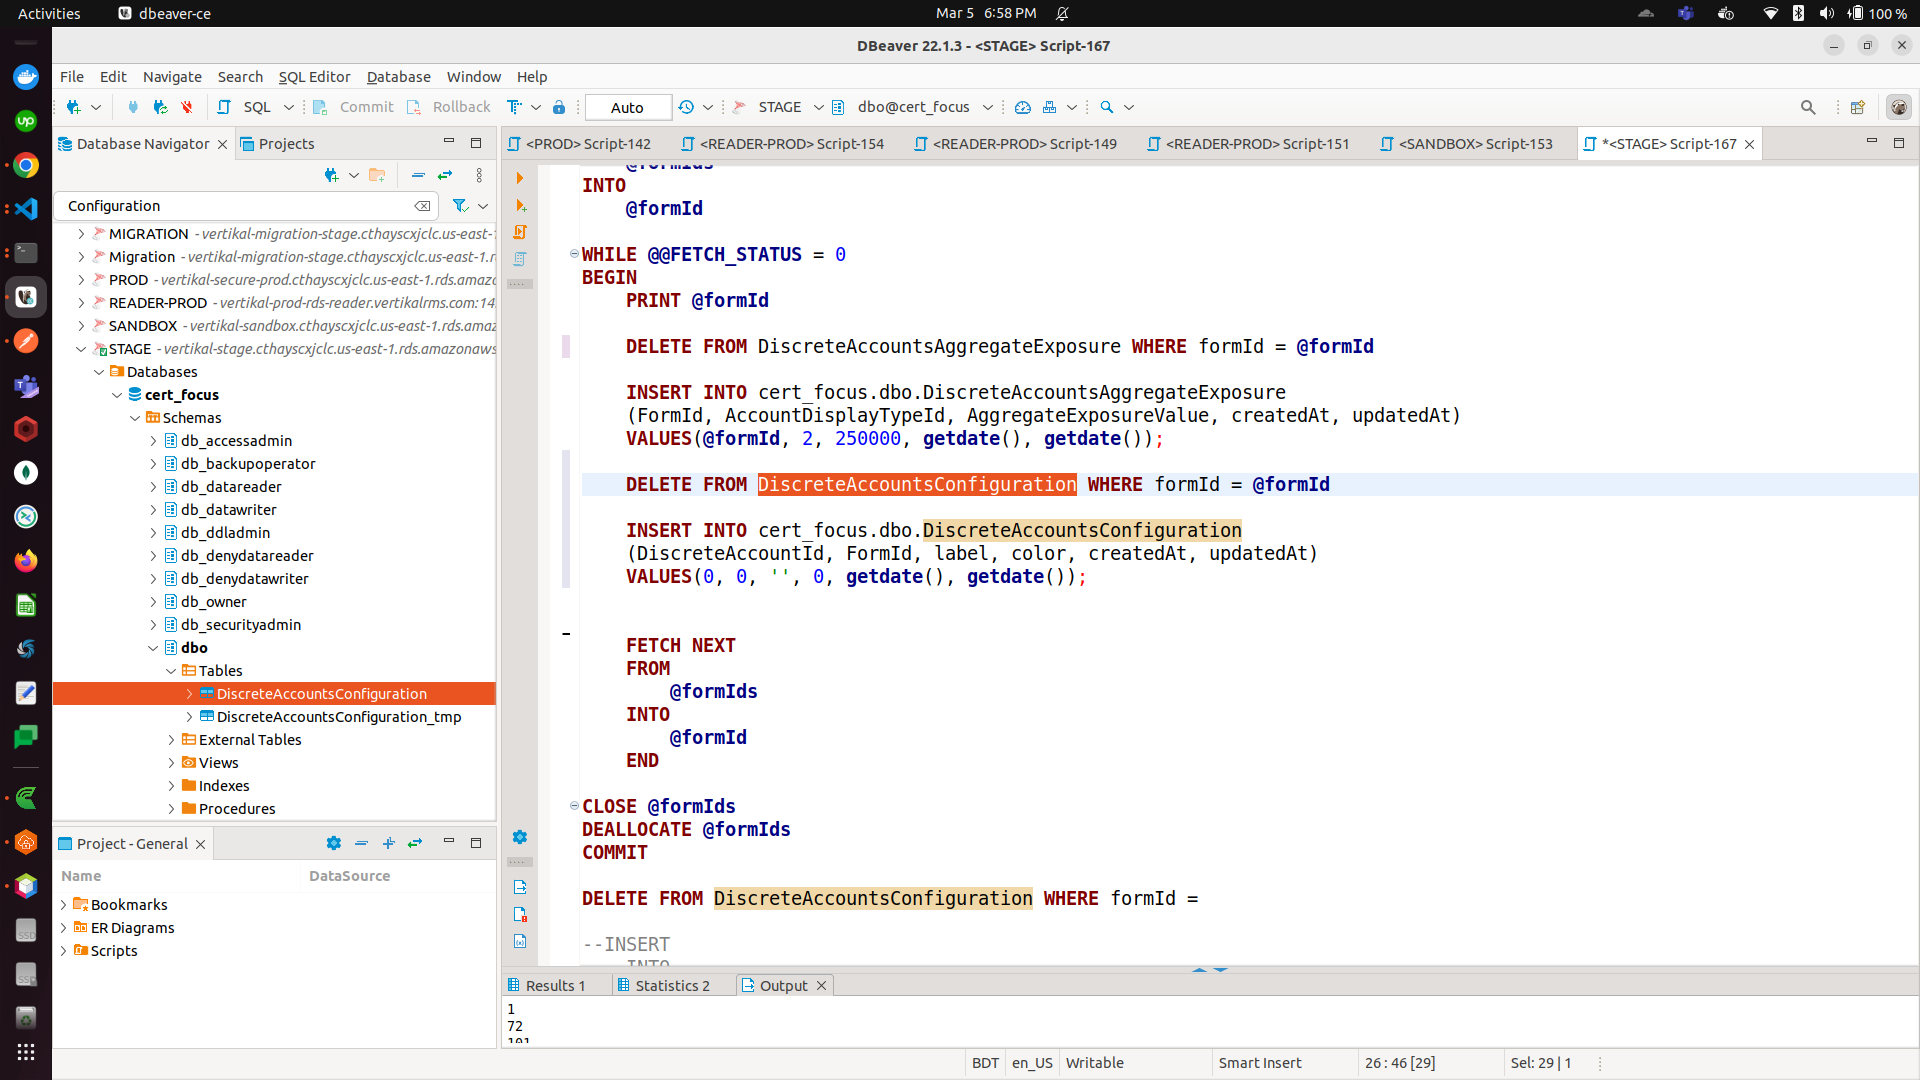 Activities
dbeaver-ce
Mar 5 6:58 PM
100 %
DBeaver 22.1.3 - <STAGE> Script-167
File Edit Navigate Search SQL Editor Database Window Help
SQL Commit Rollback Auto STAGE dbo@cert_focus
Database Navigator
Projects
Configuration
MIGRATION - vertikal-migration-stage.cthayscxjclc.us-east-1
Migration - vertikal-migration-stage.cthayscxjclc.us-east-1.r
PROD - vertikal-secure-prod.cthayscxjclc.us-east-1.rds.amaz
READER-PROD - vertikal-prod-rds-reader.vertikalrms.com:14
SANDBOX - vertikal-sandbox.cthayscxjclc.us-east-1.rds.amaz
STAGE - vertikal-stage.cthayscxjclc.us-east-1.rds.amazonaws
Databases
cert_focus
Schemas
db_accessadmin
db_backupoperator
db_datareader
db_datawriter
db_ddladmin
db_denydatareader
db_denydatawriter
db_owner
db_securityadmin
dbo
Tables
DiscreteAccountsConfiguration
DiscreteAccountsConfiguration_tmp
External Tables
Views
Indexes
Procedures
Project - General
Name DataSource
Bookmarks
ER Diagrams
Scripts
<PROD> Script-142
<READER-PROD> Script-154
<READER-PROD> Script-149
<READER-PROD> Script-151
<SANDBOX> Script-153
*<STAGE> Script-167
@formIds
INTO
@formId
WHILE @@FETCH_STATUS = 0
BEGIN
PRINT @formId
DELETE FROM DiscreteAccountsAggregateExposure WHERE formId = @formId
INSERT INTO cert_focus.dbo.DiscreteAccountsAggregateExposure
(FormId, AccountDisplayTypeId, AggregateExposureValue, createdAt, updatedAt)
VALUES(@formId, 2, 250000, getdate(), getdate());
DELETE FROM DiscreteAccountsConfiguration WHERE formId = @formId
INSERT INTO cert_focus.dbo.DiscreteAccountsConfiguration
(DiscreteAccountId, FormId, label, color, createdAt, updatedAt)
VALUES(0, 0, '', 0, getdate(), getdate());
FETCH NEXT
FROM
@formIds
INTO
@formId
END
CLOSE @formIds
DEALLOCATE @formIds
COMMIT
DELETE FROM DiscreteAccountsConfiguration WHERE formId =
--INSERT
INTO
Results 1
Statistics 2
Output
1
72
101
BDT en_US Writable Smart Insert 26 : 46 [29] Sel: 29 | 1